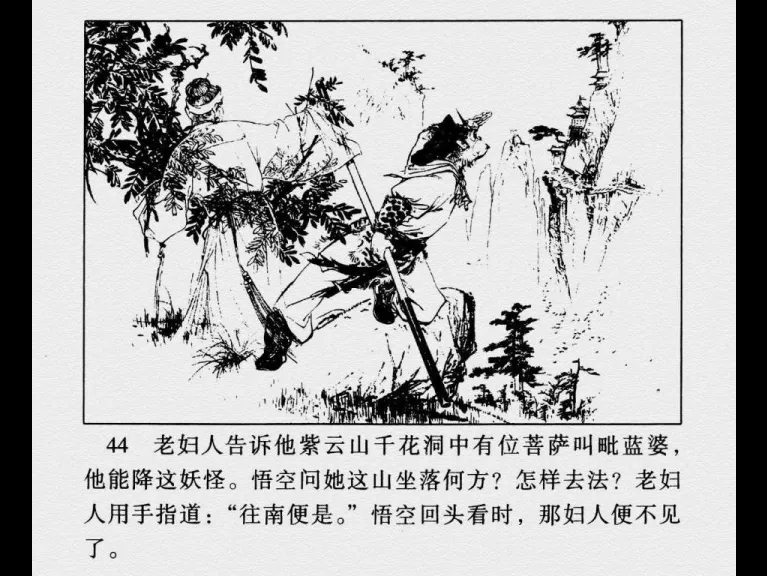 44 老妇人告诉他紫云山千花洞中有位菩萨叫毗蓝婆，
他能降这妖怪。悟空问她这山坐落何方？怎样去法？老妇
人用手指道：“往南便是。”悟空回头看时，那妇人便不见
了。